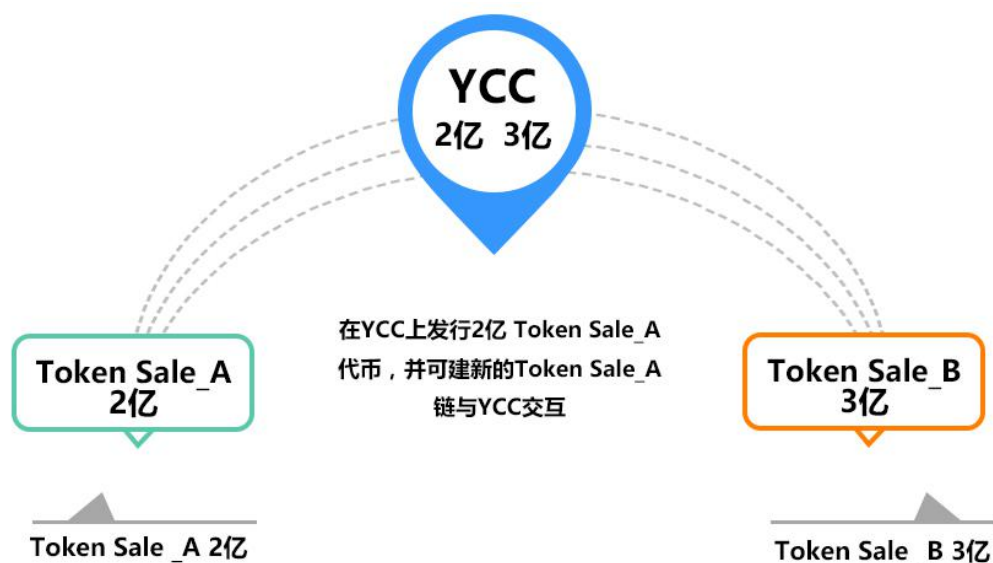 YCC
2亿 3亿
在YCC上发行2亿 Token Sale_A
代币，并可建新的Token Sale_A
链与YCC交互
Token Sale_A
2亿
Token Sale_B
3亿
Token Sale _A 2亿
Token Sale B 3亿